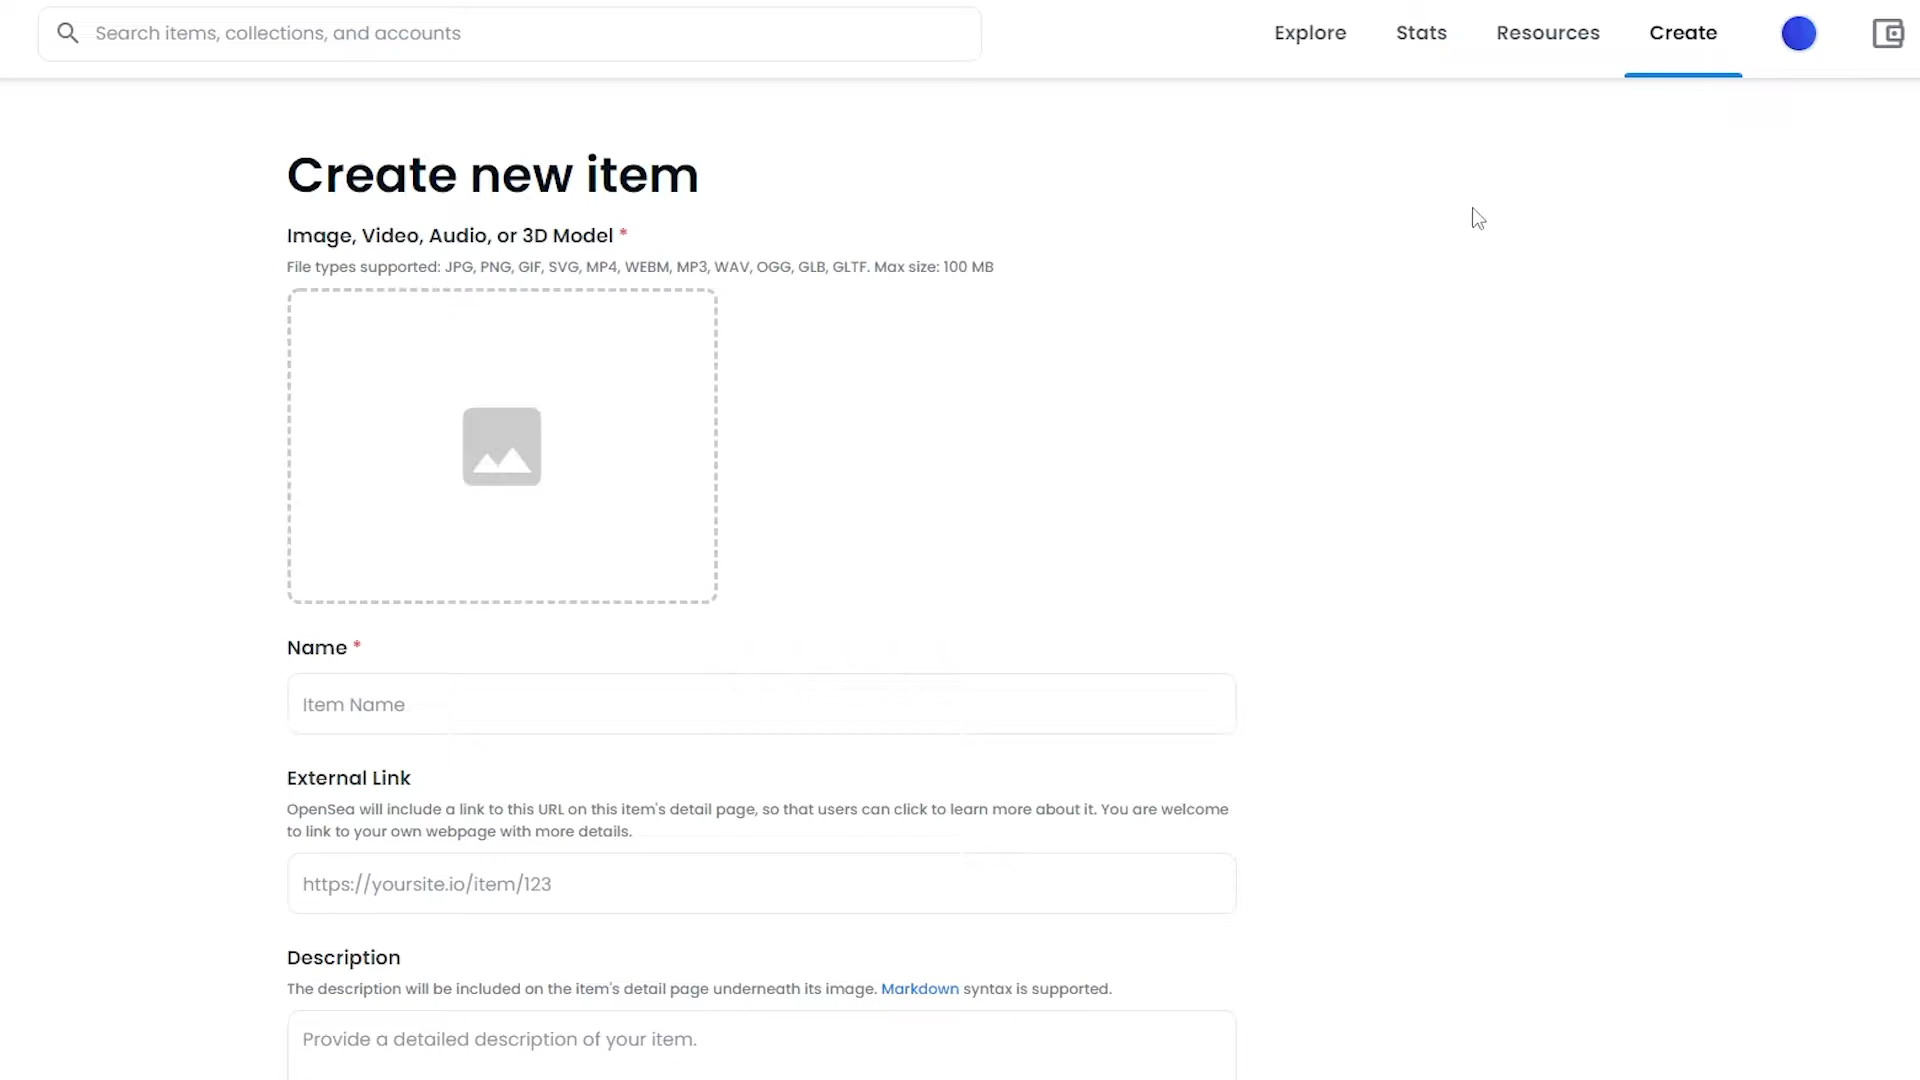 Search items, collections, and accounts
Explore
Stats
Resources
Create
Create new item
Image, Video, Audio, or 3D Model *
File types supported: JPG, PNG, GIF, SVG, MP4, WEBM, MP3, WAV, OGG, GLB, GLTF. Max size: 100 MB
Name *
Item Name
External Link
OpenSea will include a link to this URL on this item's detail page, so that users can click to learn more about it. You are welcome
to link to your own webpage with more details.
https://yoursite.io/item/123
Description
The description will be included on the item's detail page underneath its image. Markdown syntax is supported.
Provide a detailed description of your item.